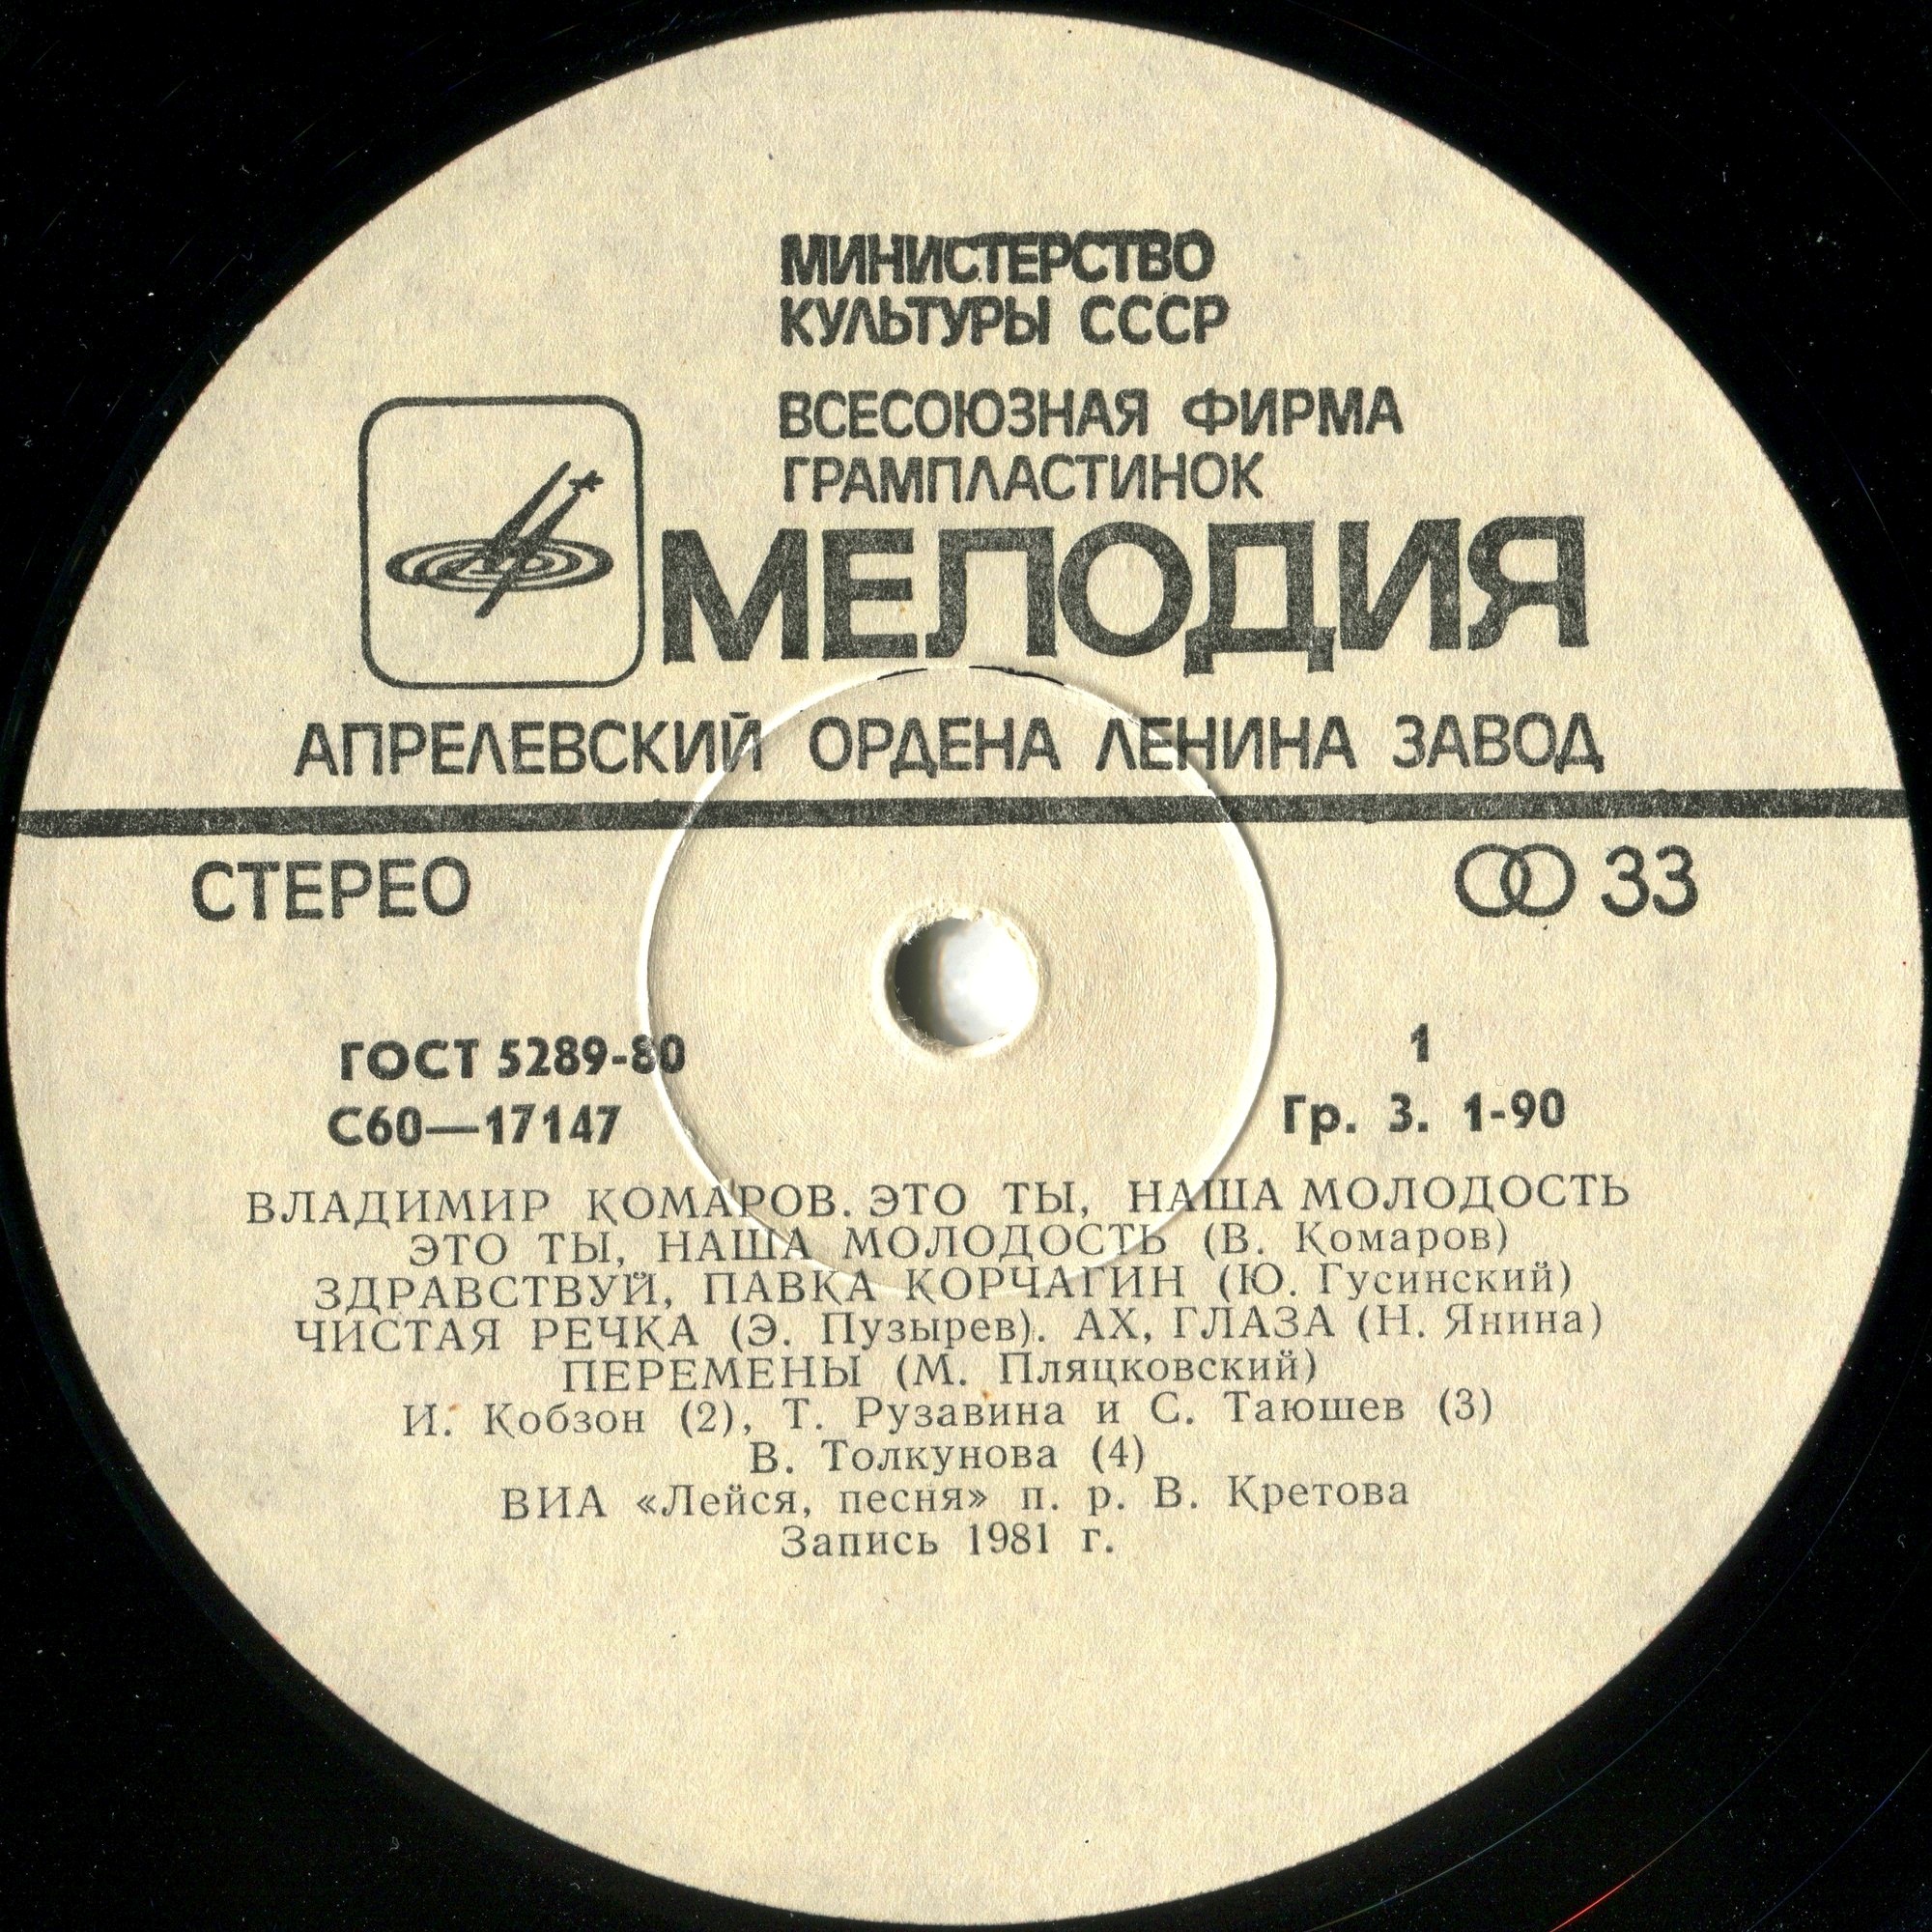 МИНИСТЕРСТВО
КУЛЬТУРЫ СССР
ВСЕСОЮЗНАЯ ФИРМА
ГРАМПЛАСТИНОК
МЕЛОДИЯ
АПРЕЛЕВСКИЙ ОРДЕНА ЛЕНИНА ЗАВОД
СТЕРЕО 33
ГОСТ 5289-80 1
С60—17147 Гр. 3. 1-90
ВЛАДИМИР КОМАРОВ. ЭТО ТЫ, НАША МОЛОДОСТЬ
ЭТО ТЫ, НАША МОЛОДОСТЬ (В. Комаров)
ЗДРАВСТВУЙ, ПАВКА КОРЧАГИН (Ю. Гусинский)
ЧИСТАЯ РЕЧКА (Э. Пузырев). АХ, ГЛАЗА (Н. Янина)
ПЕРЕМЕНЫ (М. Пляцковский)
И. Кобзон (2), Т. Рузавина и С. Таюшев (3)
В. Толкунова (4)
ВИА «Лейся, песня» п. р. В. Кретова
Запись 1981 г.